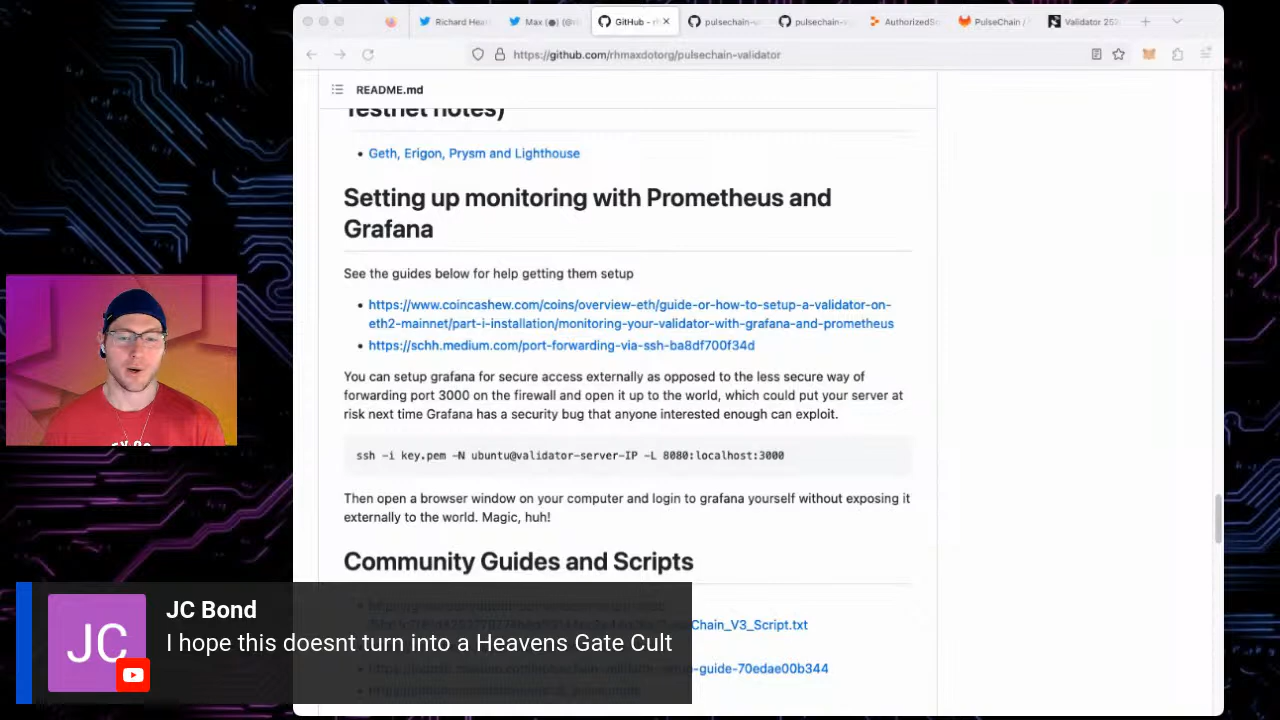 Richard Hear
Max (●) (@
GitHub - r
pulsechain-
pulsechain-v
AuthorizedS
PulseChain /
Validator 25
https://github.com/rhmaxdotorg/pulsechain-validator
README.md
Testnet notes)
Geth, Erigon, Prysm and Lighthouse
Setting up monitoring with Prometheus and
Grafana
See the guides below for help getting them setup
https://www.coincashew.com/coins/overview-eth/guide-or-how-to-setup-a-validator-on-
eth2-mainnet/part-i-installation/monitoring-your-validator-with-grafana-and-prometheus
https://schh.medium.com/port-forwarding-via-ssh-ba8df700f34d
You can setup grafana for secure access externally as opposed to the less secure way of
forwarding port 3000 on the firewall and open it up to the world, which could put your server at
risk next time Grafana has a security bug that anyone interested enough can exploit.
ssh -i key.pem -N ubuntu@validator-server-IP -L 8080:localhost:3000
Then open a browser window on your computer and login to grafana yourself without exposing it
externally to the world. Magic, huh!
Community Guides and Scripts
Chain_V3_Script.txt
-guide-70edae00b344
JC
JC Bond
I hope this doesnt turn into a Heavens Gate Cult